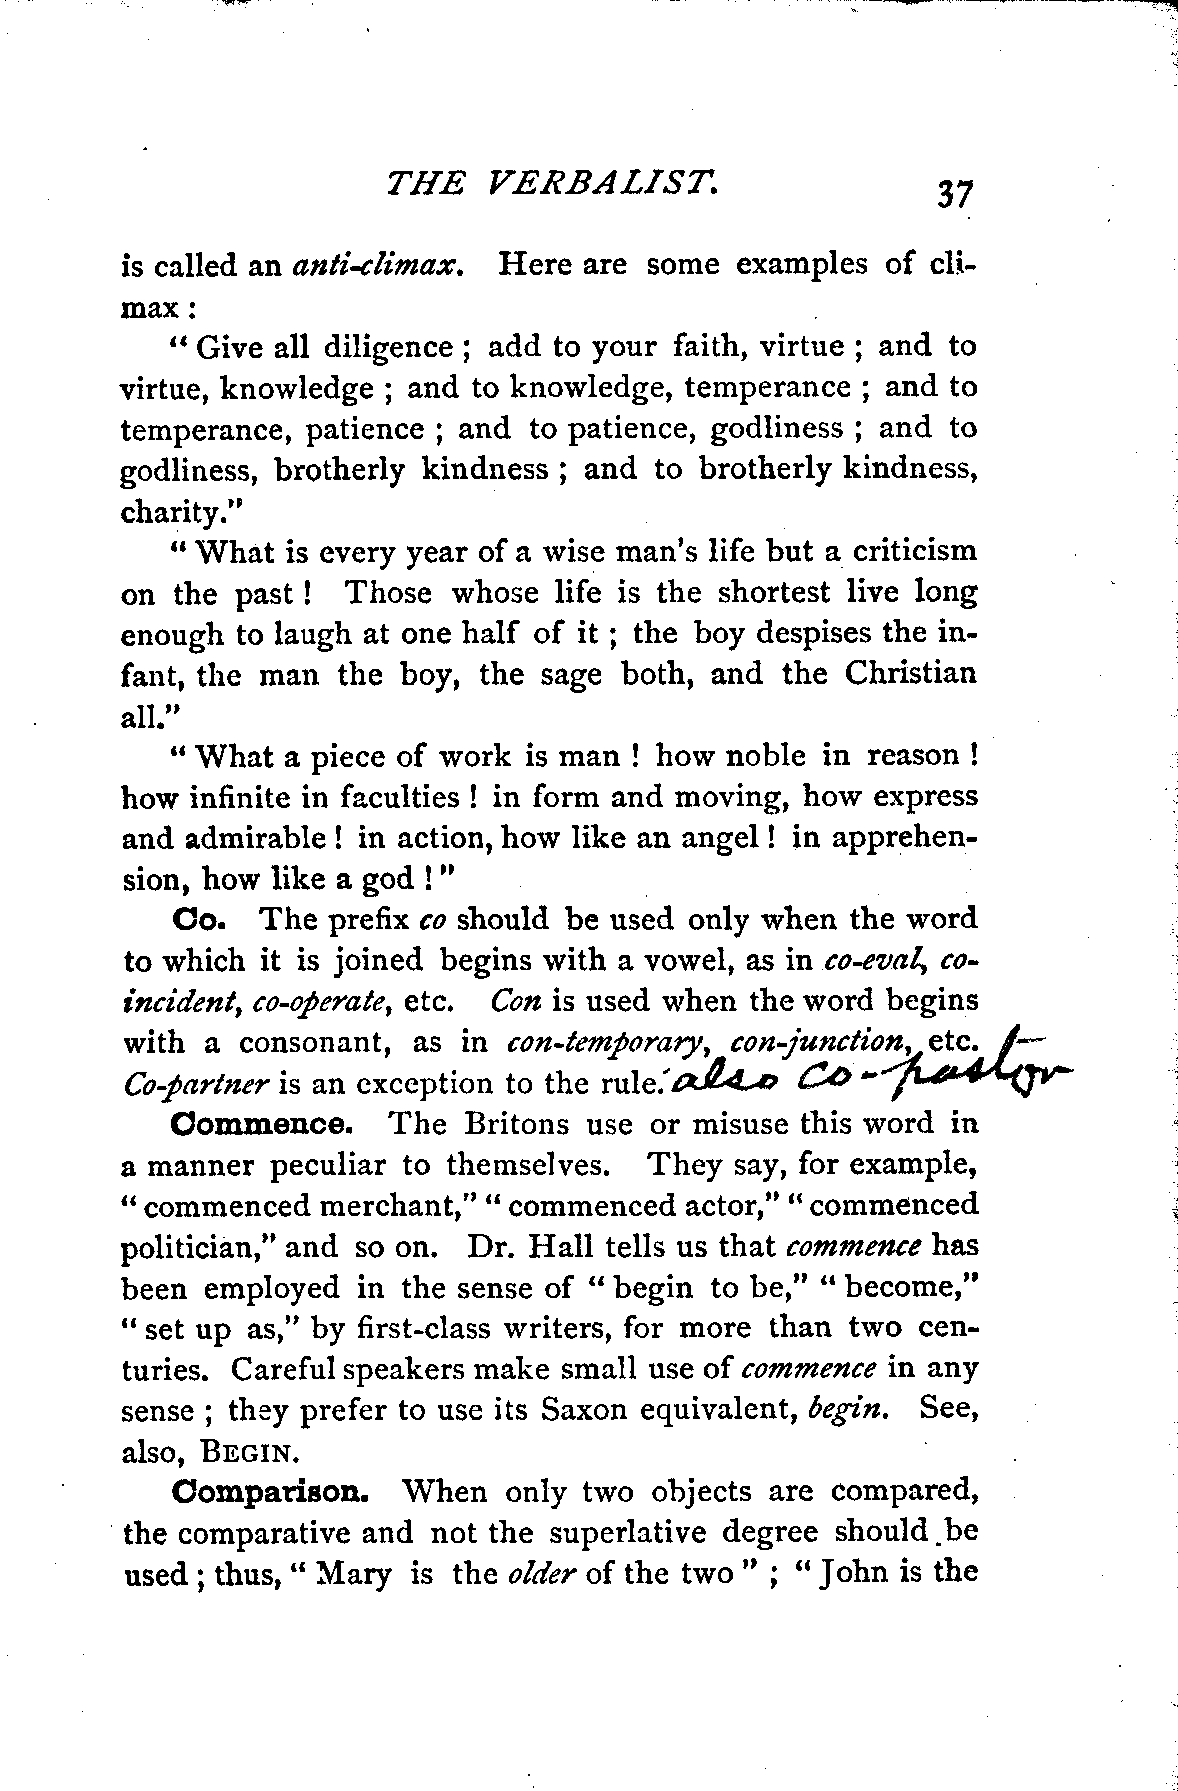 THE VERBALIST. 37
is called an anti-climax. Here are some examples of cli-
max :
" Give all diligence ; add to your faith, virtue ; and to
virtue, knowledge ; and to knowledge, temperance ; and to
temperance, patience ; and to patience, godliness ; and to
godliness, brotherly kindness ; and to brotherly kindness,
charity."
" What is every year of a wise man's life but a criticism
on the past ! Those whose life is the shortest live long
enough to laugh at one half of it ; the boy despises the in-
fant, the man the boy, the sage both, and the Christian
all."
" What a piece of work is man ! how noble in reason !
how infinite in faculties ! in form and moving, how express
and admirable ! in action, how like an angel ! in apprehen-
sion, how like a god ! "
Co. The prefix co should be used only when the word
to which it is joined begins with a vowel, as in co-eval, co-
incident, co-operate, etc. Con is used when the word begins
with a consonant, as in con-temporary, con-junction, etc.
Co-partner is an exception to the rule. also Co-pastor
Commence. The Britons use or misuse this word in
a manner peculiar to themselves. They say, for example,
" commenced merchant," " commenced actor," " commenced
politician," and so on. Dr. Hall tells us that commence has
been employed in the sense of " begin to be," " become,"
" set up as," by first-class writers, for more than two cen-
turies. Careful speakers make small use of commence in any
sense ; they prefer to use its Saxon equivalent, begin. See,
also, BEGIN.
Comparison. When only two objects are compared,
the comparative and not the superlative degree should be
used ; thus, " Mary is the older of the two " ; " John is the